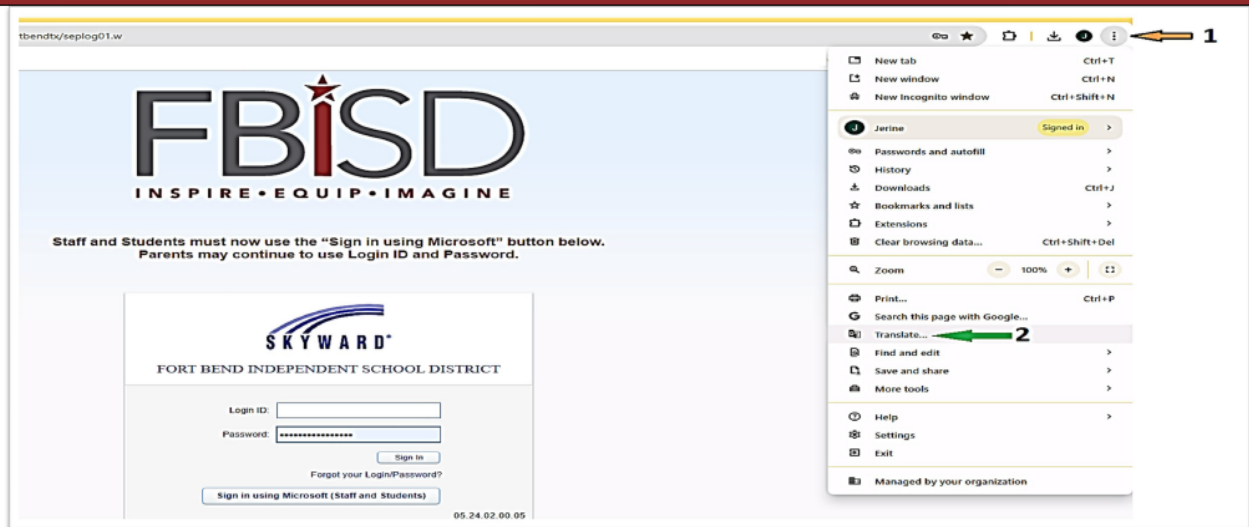 tbendtx/seplog01.w
J
1
FBISD
INSPIRE•EQUIP•IMAGINE
Staff and Students must now use the “Sign in using Microsoft” button below.
Parents may continue to use Login ID and Password.
SKYWARD®
FORT BEND INDEPENDENT SCHOOL DISTRICT
Login ID:
Password:
Sign In
Forgot your Login/Password?
Sign in using Microsoft (Staff and Students)
05.24.02.00.05
New tab Ctrl+T
New window Ctrl+N
New Incognito window Ctrl+Shift+N
J Jerine Signed in
Passwords and autofill
History
Downloads Ctrl+J
Bookmarks and lists
Extensions
Clear browsing data... Ctrl+Shift+Del
Zoom − 100% +
Print... Ctrl+P
G Search this page with Google...
Translate... 2
Find and edit
Save and share
More tools
Help
Settings
Exit
Managed by your organization